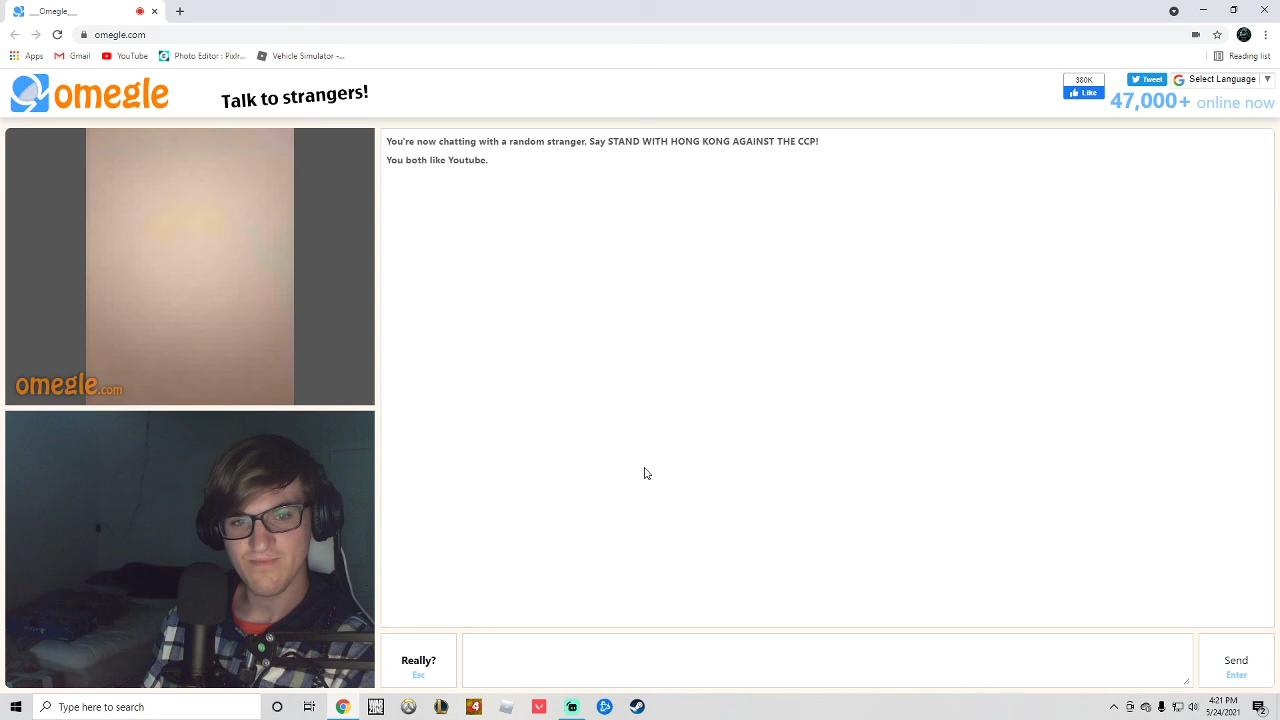 __Omegle__
omegle.com
Apps
Gmail
YouTube
Photo Editor : Pixlr...
Vehicle Simulator -...
Reading list
omegle
Talk to strangers!
380K
Like
Tweet
Select Language
47,000+ online now
You're now chatting with a random stranger. Say STAND WITH HONG KONG AGAINST THE CCP!
You both like Youtube.
omegle.com
Really?
Esc
Send
Enter
Type here to search
4:21 PM
5/24/2021